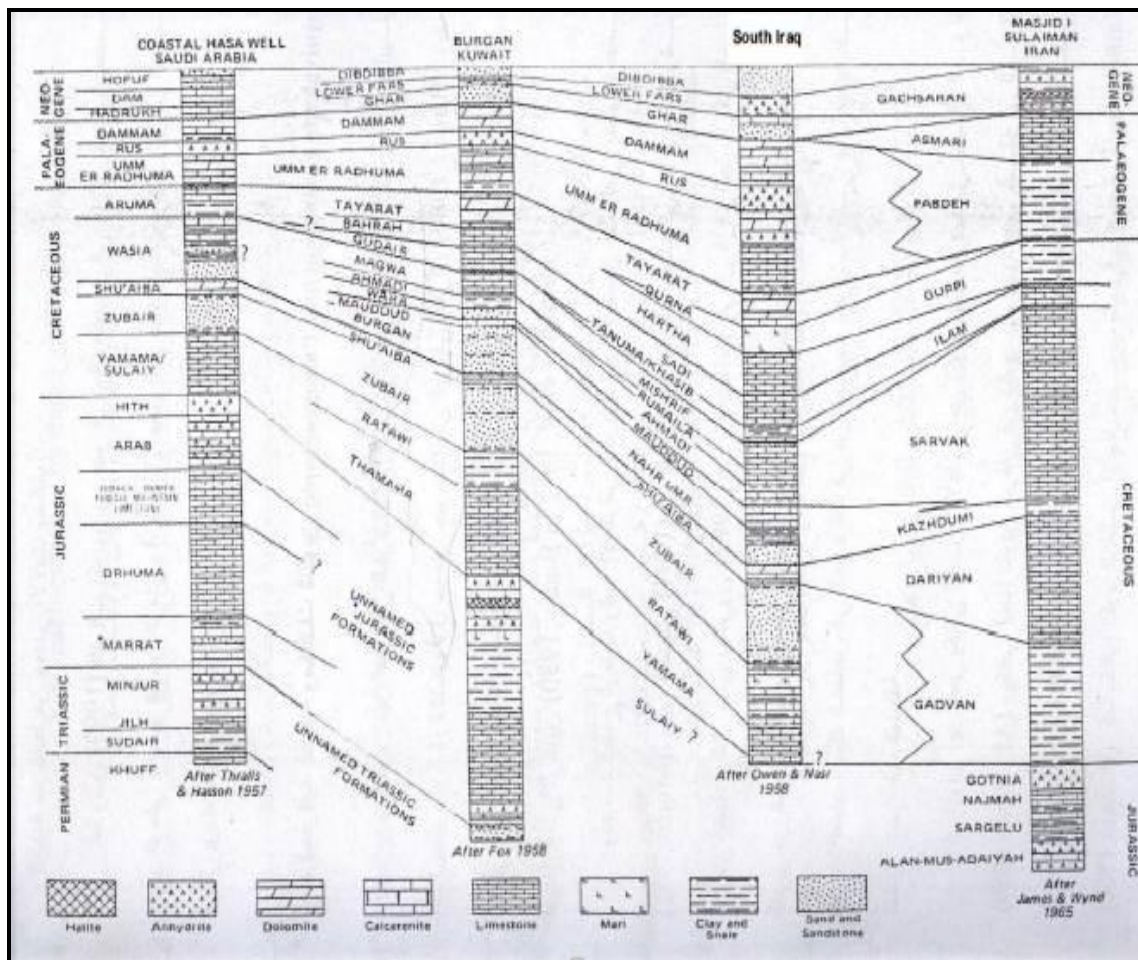 COASTAL HASA WELL
SAUDI ARABIA
BURGAN
KUWAIT
South Iraq
MASJID I
SULAIMAN
IRAN
NEO
GENE
PALA-
EOGENE
CRETACEOUS
JURASSIC
TRIASSIC
PERMIAN
HOFUF
DAM
HADRUKH
DAMMAM
RUS
UMM
ER RADHUMA
ARUMA
WASIA
?
SHU'AIBA
ZUBAIR
YAMAMA/
SULAIY
HITH
ARAB
DRHUMA
MARRAT
MINJUR
JILH
SUDAIR
KHUFF
After Thralls
& Hasson 1957
DIBDIBBA
LOWER FARS
GHAR
DAMMAM
RUS
UMM ER RADHUMA
TAYARAT
?
BAHRAH
GUDAIR
MAGWA
AHMADI
WARA
MAUDDUD
BURGAN
SHU'AIBA
ZUBAIR
RATAWI
THAMAMA
?
UNNAMED
JURASSIC
FORMATIONS
UNNAMED TRIASSIC
FORMATIONS
After Fox 1958
DIBDIBBA
LOWER FARS
GHAR
DAMMAM
RUS
UMM ER RADHUMA
TAYARAT
QURNA
HARTHA
SADI
TANUMA/KHASIB
MISHRIF
RUMAILA
AHMADI
MAUDDUD
NAHR UMR
SHU'AIBA
ZUBAIR
RATAWI
YAMAMA
SULAIY ?
?
After Owen & Nasr
1958
GACHSARAN
ASMARI
PABDEH
GURPI
ILAM
SARVAK
KAZHDUMI
DARIYAN
GADVAN
GOTNIA
NAJMAH
SARGELU
ALAN-MUS-ADAIYAH
After
James & Wynd
1965
NEO-
GENE
PALAEOGENE
CRETACEOUS
JURASSIC
Halite
Anhydrite
Dolomite
Calcarenite
Limestone
Marl
Clay and
Shale
Sand and
Sandstone